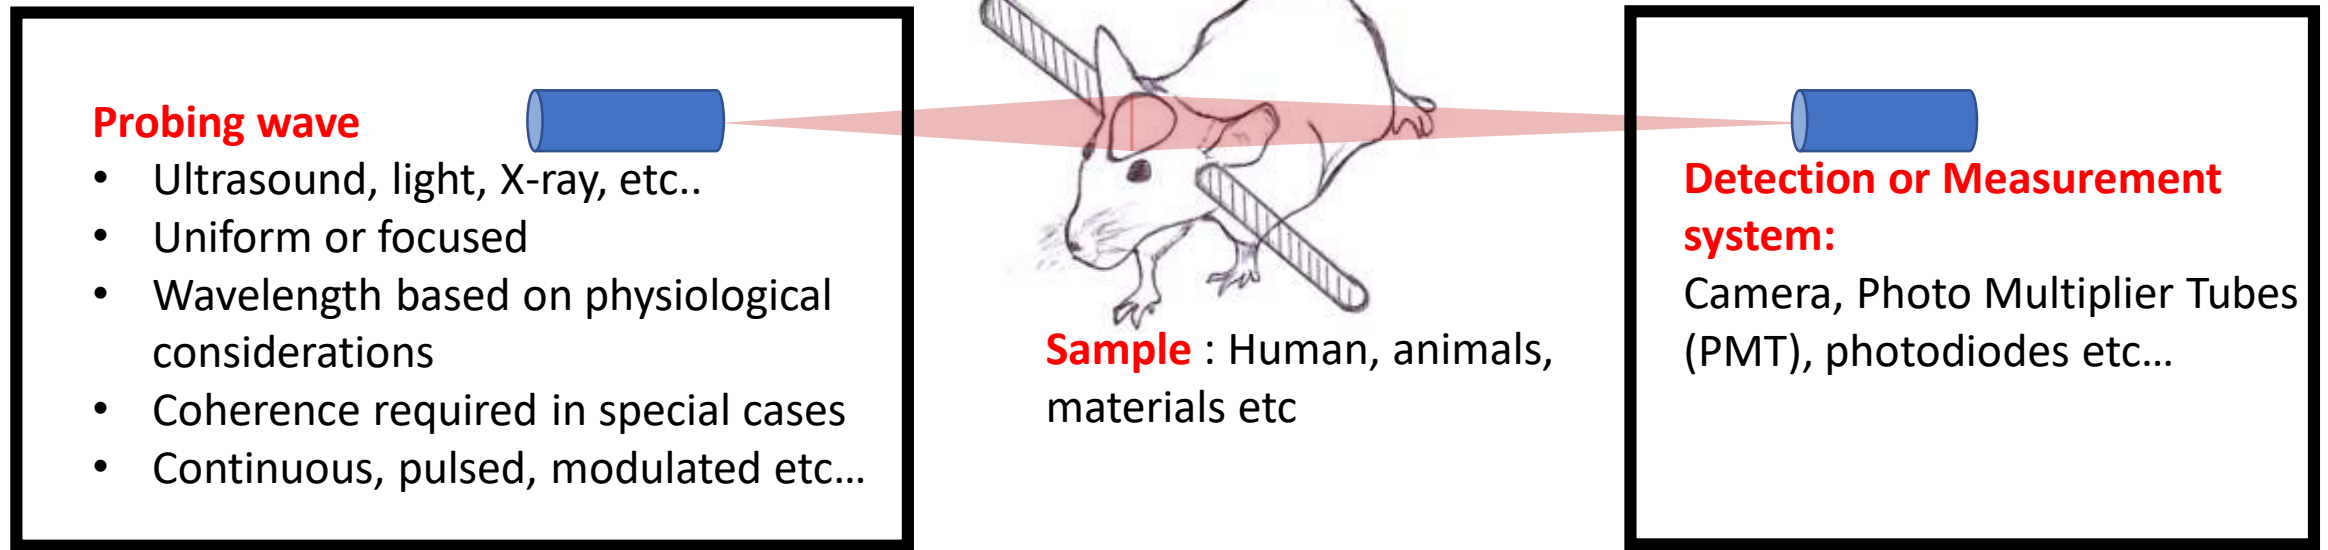 Probing wave
• Ultrasound, light, X-ray, etc..
• Uniform or focused
• Wavelength based on physiological
considerations
• Coherence required in special cases
• Continuous, pulsed, modulated etc…
Sample : Human, animals,
materials etc
Detection or Measurement
system:
Camera, Photo Multiplier Tubes
(PMT), photodiodes etc…